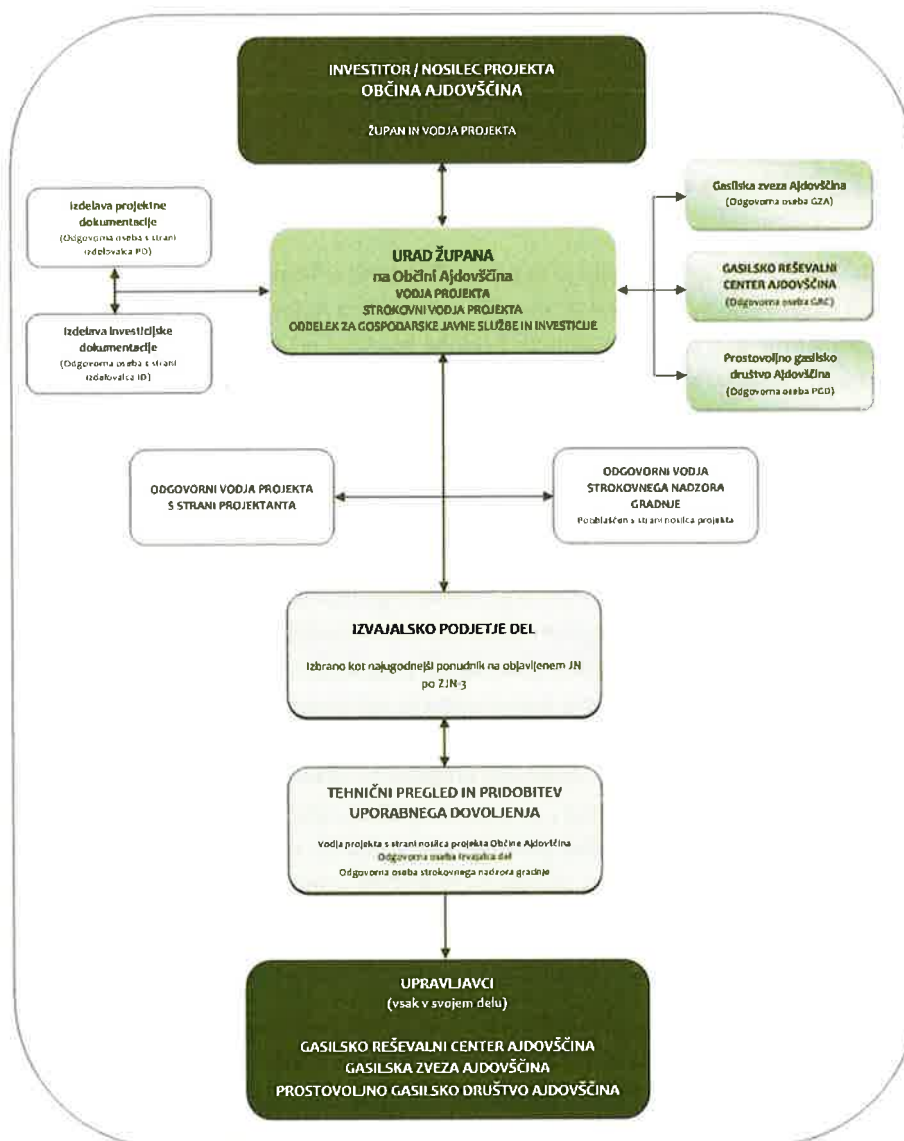 INVESTITOR / NOSILEC PROJEKTA
OBČINA AJDOVŠČINA
ŽUPAN IN VODJA PROJEKTA
Izdelava projektne
dokumentacije
(Odgovorna oseba s strani
izdelovalca PD)
Izdelava investicijske
dokumentacije
(Odgovorna oseba s strani
izdelovalca ID)
URAD ŽUPANA
na Občini Ajdovščina
VODJA PROJEKTA
STROKOVNI VODJA PROJEKTA
ODDELEK ZA GOSPODARSKE JAVNE SLUŽBE IN INVESTICIJE
Gasilska zveza Ajdovščina
(Odgovorna oseba GZA)
GASILSKO REŠEVALNI
CENTER AJDOVŠČINA
(Odgovorna oseba GRC)
Prostovoljno gasilsko
društvo Ajdovščina
(Odgovorna oseba PGD)
ODGOVORNI VODJA PROJEKTA
S STRANI PROJEKTANTA
ODGOVORNI VODJA
STROKOVNEGA NADZORA
GRADNJE
Pooblaščen s strani nosilca projekta
IZVAJALSKO PODJETJE DEL
Izbrano kot najugodnejši ponudnik na objavljenem JN
po ZJN-3
TEHNIČNI PREGLED IN PRIDOBITEV
UPORABNEGA DOVOLJENJA
Vodja projekta s strani nosilca projekta Občine Ajdovščina
Odgovorna oseba izvajalca del
Odgovorna oseba strokovnega nadzora gradnje
UPRAVLJAVCI
(vsak v svojem delu)
GASILSKO REŠEVALNI CENTER AJDOVŠČINA
GASILSKA ZVEZA AJDOVŠČINA
PROSTOVOLJNO GASILSKO DRUŠTVO AJDOVŠČINA